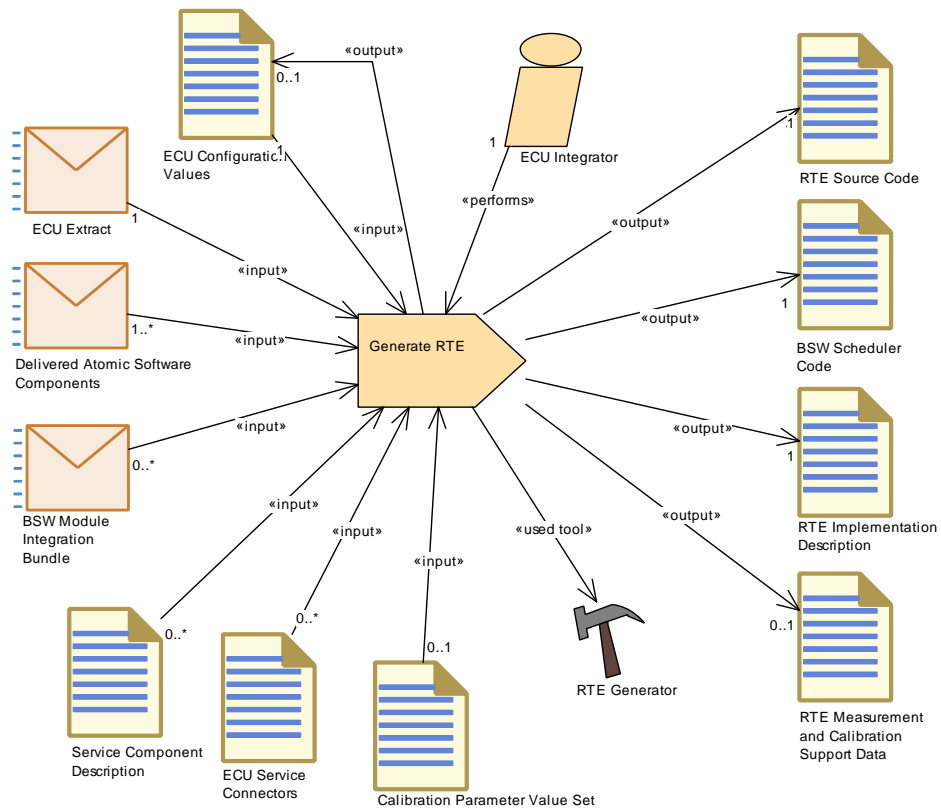 «output»
0..1
ECU Configuration
Values
1
«input»
1
ECU Integrator
«performs»
1
RTE Source Code
«output»
ECU Extract
1
«input»
Delivered Atomic Software
Components
1..*
«input»
Generate RTE
BSW Scheduler
Code
1
«output»
BSW Module
Integration
Bundle
0..*
«input»
RTE Implementation
Description
1
«output»
Service Component
Description
0..*
«input»
ECU Service
Connectors
0..*
«input»
Calibration Parameter Value Set
0..1
«input»
«used tool»
RTE Generator
«output»
0..1
RTE Measurement
and Calibration
Support Data